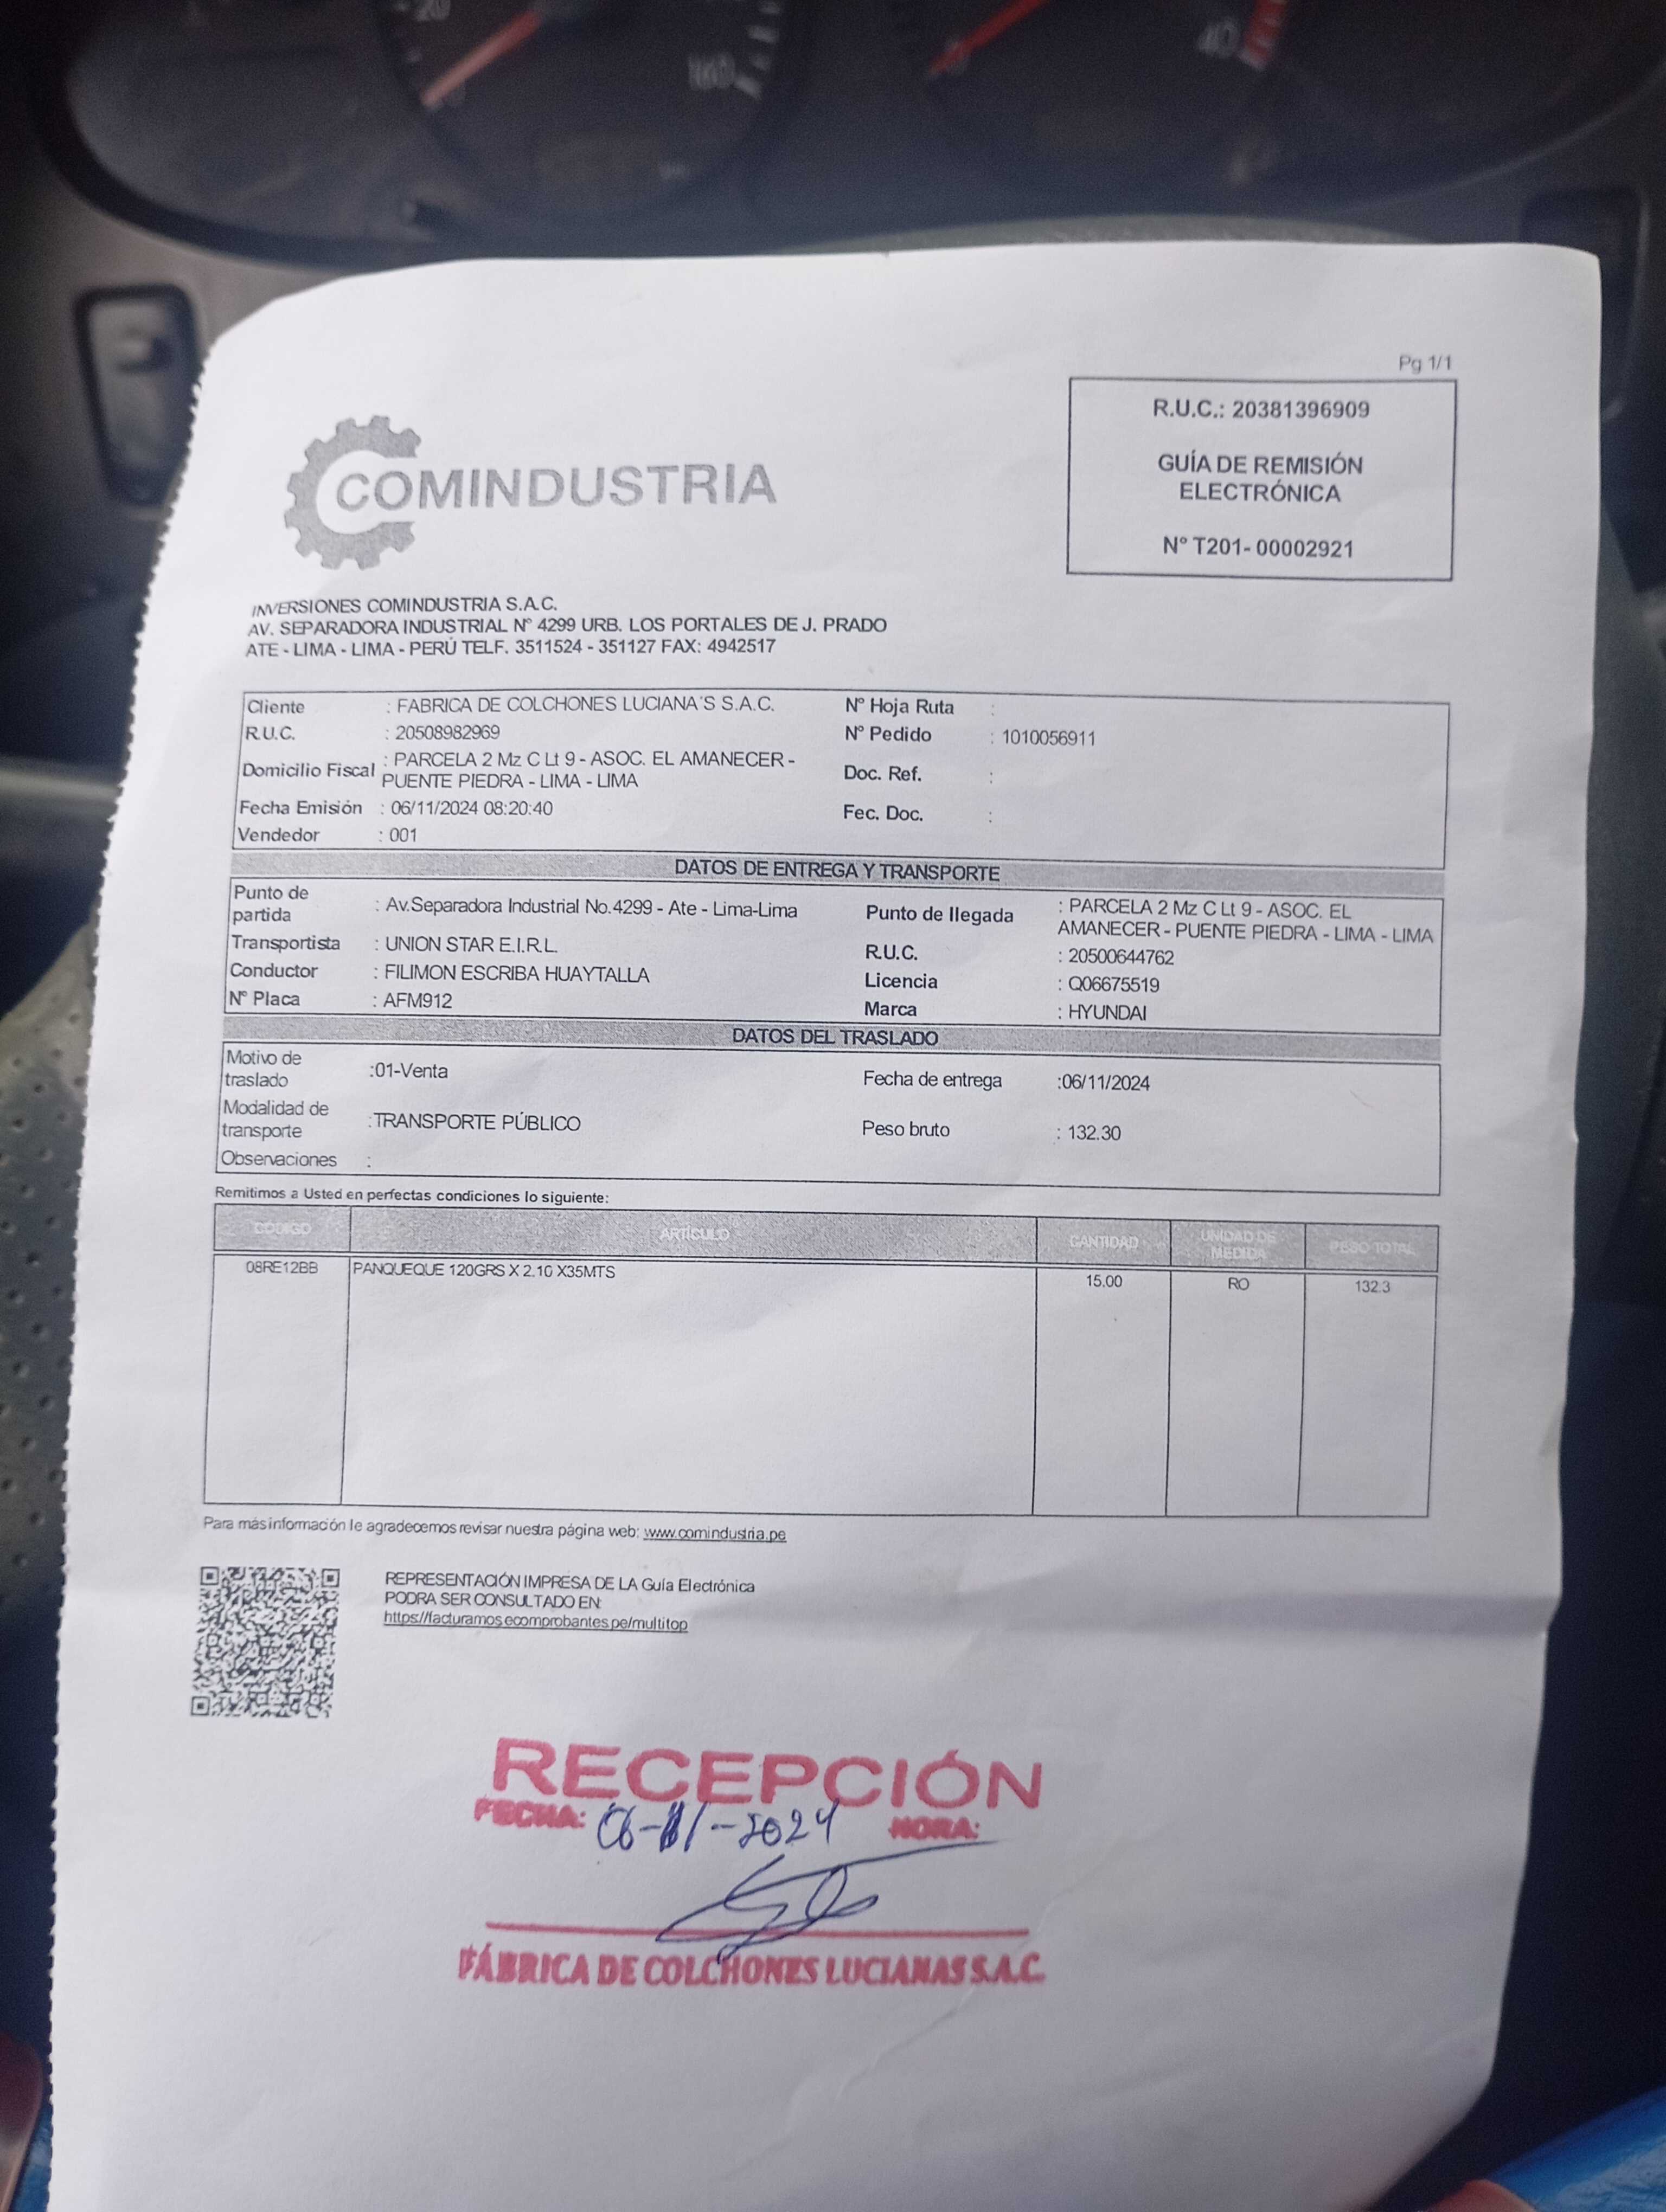 Pg 1/1
R.U.C.: 20381396909
GUÍA DE REMISIÓN
ELECTRÓNICA
N° T201- 00002921
COMINDUSTRIA
INVERSIONES COMINDUSTRIA S.A.C.
AV. SEPARADORA INDUSTRIAL N° 4299 URB. LOS PORTALES DE J. PRADO
ATE - LIMA - LIMA - PERÚ TELF. 3511524 - 351127 FAX: 4942517
Cliente : FABRICA DE COLCHONES LUCIANA'S S.A.C. N° Hoja Ruta :
R.U.C. : 20508982969 N° Pedido : 1010056911
Domicilio Fiscal : PARCELA 2 Mz C Lt 9 - ASOC. EL AMANECER - Doc. Ref. :
PUENTE PIEDRA - LIMA - LIMA
Fecha Emisión : 06/11/2024 08:20:40 Fec. Doc. :
Vendedor : 001
DATOS DE ENTREGA Y TRANSPORTE
Punto de partida : Av.Separadora Industrial No.4299 - Ate - Lima-Lima Punto de llegada : PARCELA 2 Mz C Lt 9 - ASOC. EL
AMANECER - PUENTE PIEDRA - LIMA - LIMA
Transportista : UNION STAR E.I.R.L. R.U.C. : 20500644762
Conductor : FILIMON ESCRIBA HUAYTALLA Licencia : Q06675519
N° Placa : AFM912 Marca : HYUNDAI
DATOS DEL TRASLADO
Motivo de traslado :01-Venta Fecha de entrega :06/11/2024
Modalidad de transporte :TRANSPORTE PÚBLICO Peso bruto : 132.30
Observaciones :
Remitimos a Usted en perfectas condiciones lo siguiente:
CÓDIGO ARTÍCULO CANTIDAD UNIDAD DE MEDIDA PESO TOTAL
08RE12BB PANQUEQUE 120GRS X 2.10 X35MTS 15.00 RO 132.3
Para más información le agradecemos revisar nuestra página web: www.comindustria.pe
REPRESENTACIÓN IMPRESA DE LA Guía Electrónica
PODRA SER CONSULTADO EN:
https://facturamos.ecomprobantes.pe/multitop
RECEPCIÓN
FECHA: 06-11-2024 HORA:
FÁBRICA DE COLCHONES LUCIANAS S.A.C.